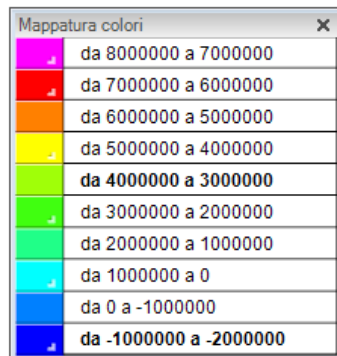 Mappatura colori
da 8000000 a 7000000
da 7000000 a 6000000
da 6000000 a 5000000
da 5000000 a 4000000
da 4000000 a 3000000
da 3000000 a 2000000
da 2000000 a 1000000
da 1000000 a 0
da 0 a -1000000
da -1000000 a -2000000